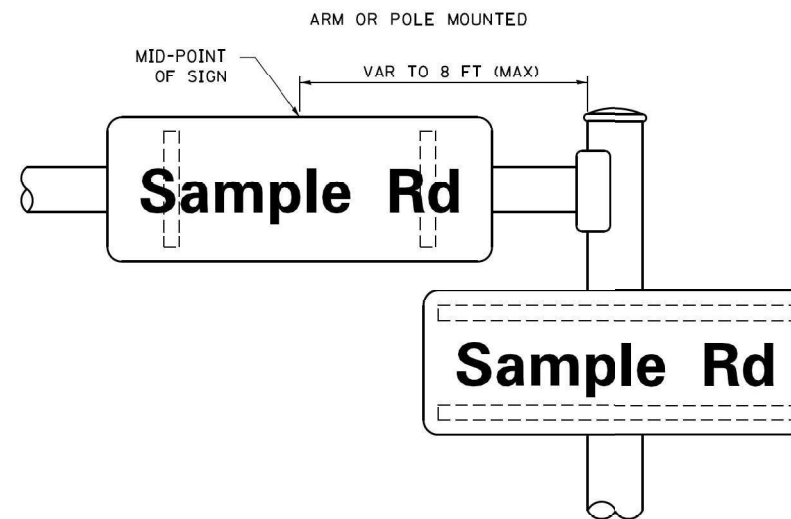 ARM OR POLE MOUNTED
MID-POINT
OF SIGN
VAR TO 8 FT (MAX)
Sample Rd
Sample Rd